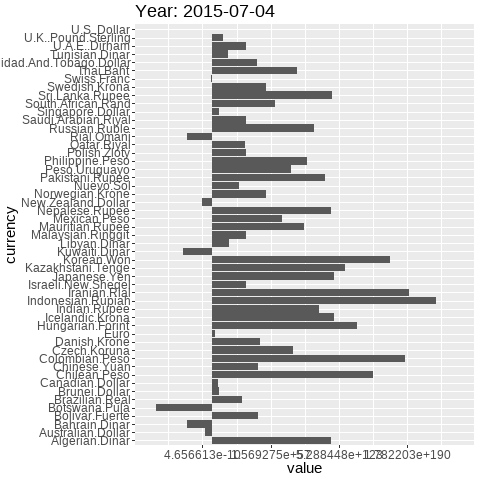 Year: 2015-07-04
U.S. Dollar
U.K. Pound.Sterling
U.A.E. Dirham
Tunisian.Dinar
idad.And.Tobago.Dollar
Thai.Baht
Swiss.Franc
Swedish.Krona
Sri.Lanka.Rupee
South.African.Rand
Singapore.Dollar
Saudi.Arabian.Riyal
Russian.Ruble
Rial.Omani
Qatar.Riyal
Polish.Zloty
Philippine.Peso
Peso.Uruguayo
Pakistani.Rupee
Nuevo.Sol
Norwegian.Krone
New.Zealand.Dollar
Nepalese.Rupee
Mexican.Peso
Mauritian.Rupee
Malaysian.Ringgit
Libyan.Dinar
Kuwaiti.Dinar
Korean.Won
Kazakhstani.Tenge
Japanese.Yen
Israeli.New.Sheqel
Iranian.Rial
Indonesian.Rupiah
Indian.Rupee
Icelandic.Krona
Hungarian.Forint
Euro
Danish.Krone
Czech.Koruna
Colombian.Peso
Chinese.Yuan
Chilean.Peso
Canadian.Dollar
Brunei.Dollar
Brazilian.Real
Botswana.Pula
Bolivar.Fuerte
Bahrain.Dinar
Australian.Dollar
Algerian.Dinar
currency
value